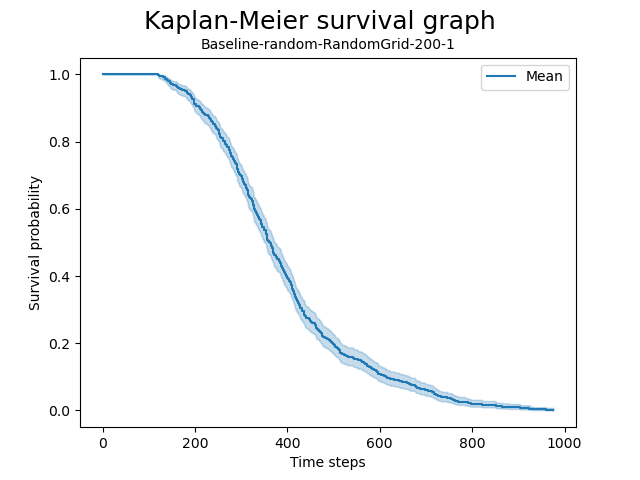 Kaplan-Meier survival graph
Baseline-random-RandomGrid-200-1
Mean
Survival probability
1.0
0.8
0.6
0.4
0.2
0.0
0 200 400 600 800 1000
Time steps